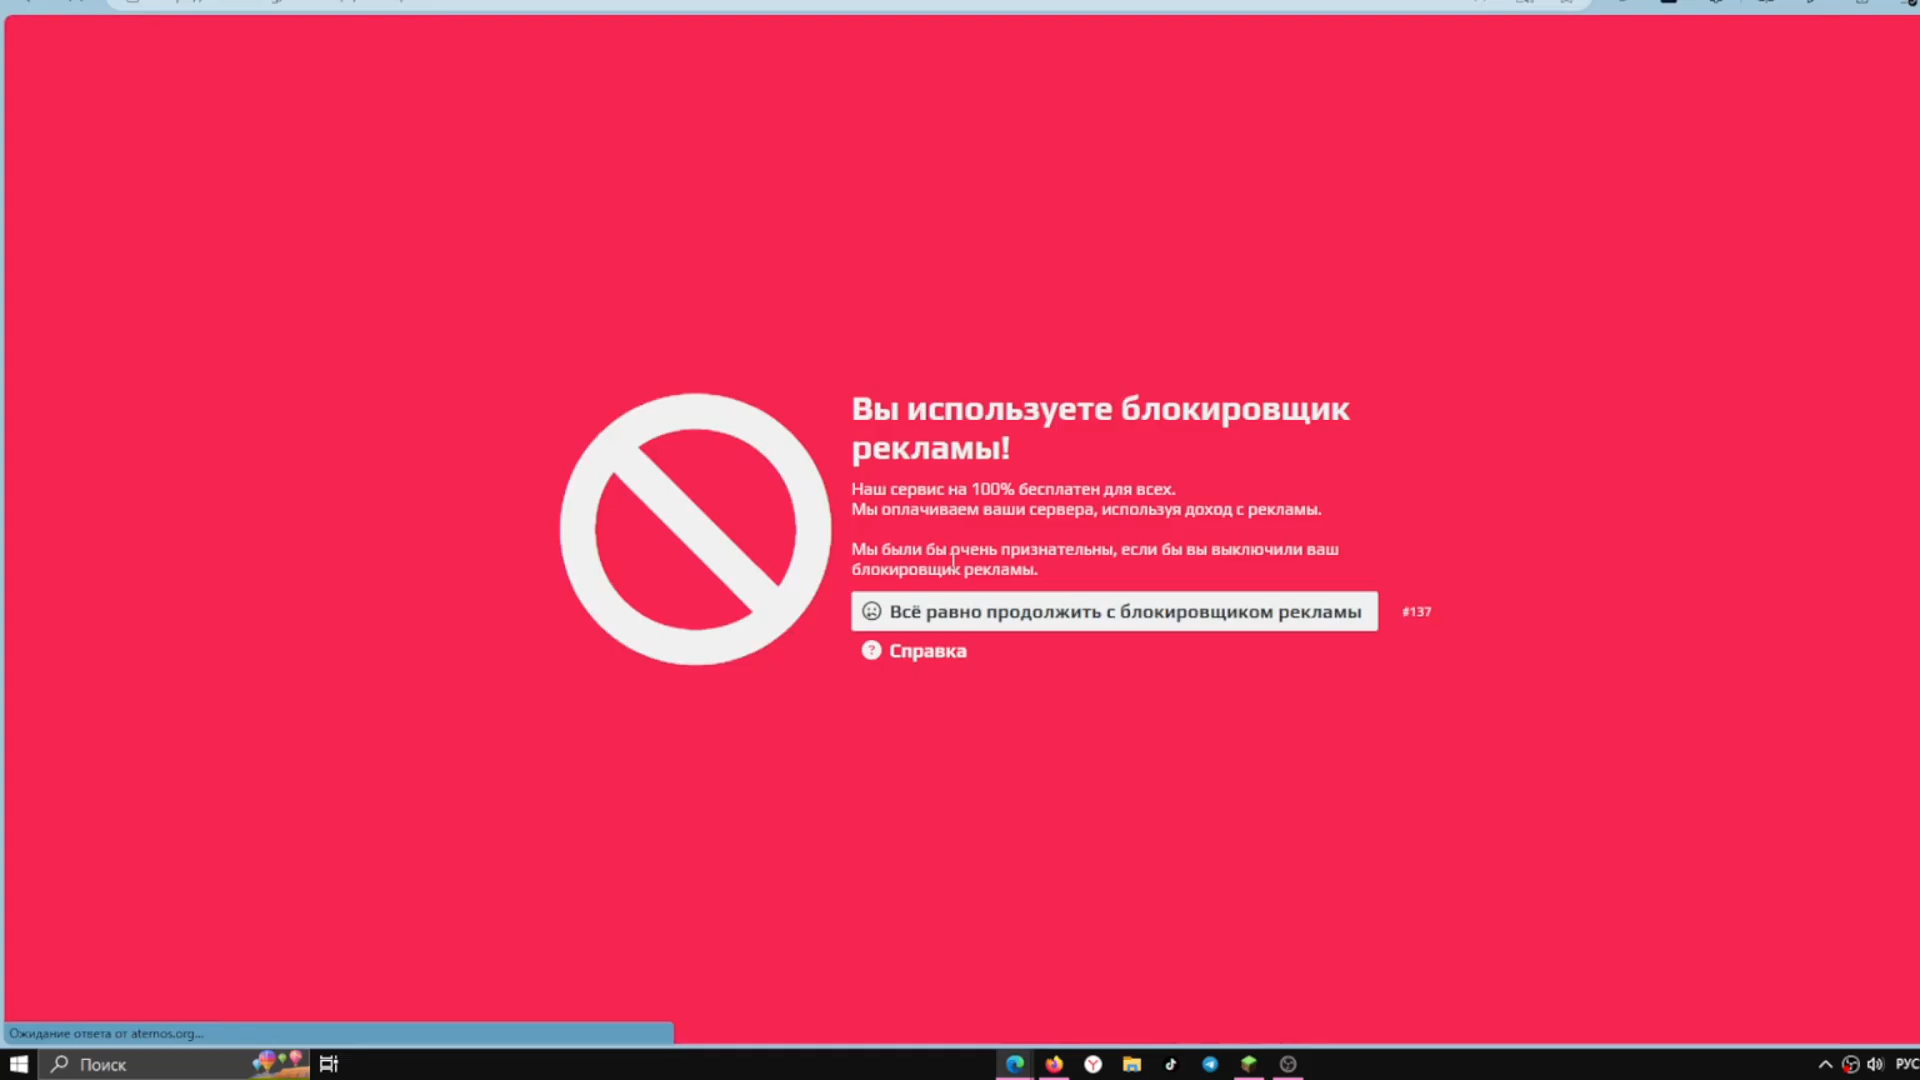 Вы используете блокировщик
рекламы!
Наш сервис на 100% бесплатен для всех.
Мы оплачиваем ваши сервера, используя доход с рекламы.
Мы были бы очень признательны, если бы вы выключили ваш
блокировщик рекламы.
Всё равно продолжить с блокировщиком рекламы
#137
? Справка
Ожидание ответа от aternos.org...
Поиск
РУС